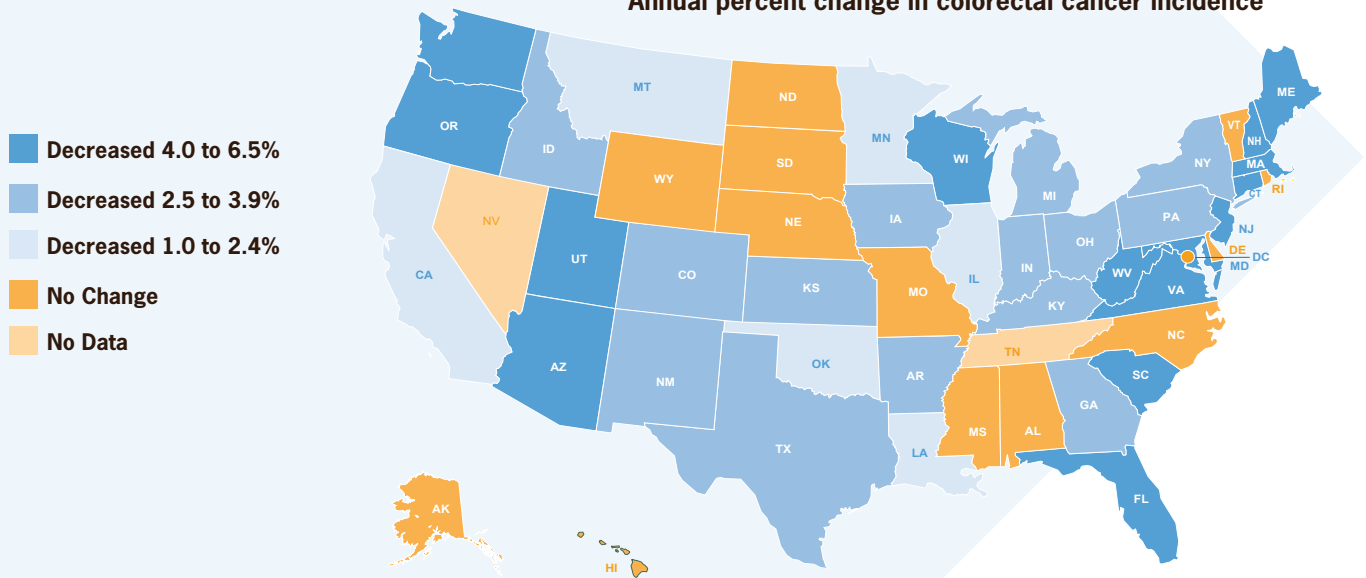 Annual percent change in colorectal cancer incidence
Decreased 4.0 to 6.5%
Decreased 2.5 to 3.9%
Decreased 1.0 to 2.4%
No Change
No Data
MT
ND
ME
OR
MN
VT
NH
ID
SD
WI
NY
MA
WY
MI
CT
RI
NV
NE
IA
PA
NJ
UT
OH
DE
DC
CA
CO
IN
WV
MD
KS
IL
VA
MO
KY
NC
TN
AZ
OK
NM
AR
SC
GA
MS
AL
TX
LA
FL
AK
HI